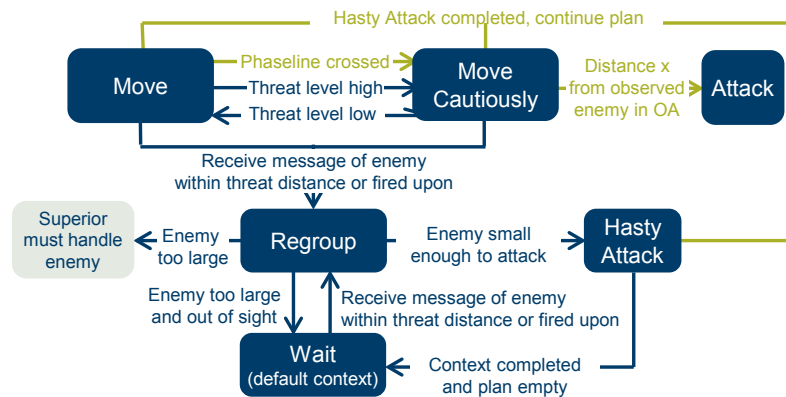 Hasty Attack completed, continue plan
Move
Phaseline crossed
Threat level high
Threat level low
Move
Cautiously
Distance x
from observed
enemy in OA
Attack
Receive message of enemy
within threat distance or fired upon
Superior
must handle
enemy
Enemy
too large
Regroup
Enemy small
enough to attack
Hasty
Attack
Enemy too large
and out of sight
Receive message of enemy
within threat distance or fired upon
Wait
(default context)
Context completed
and plan empty